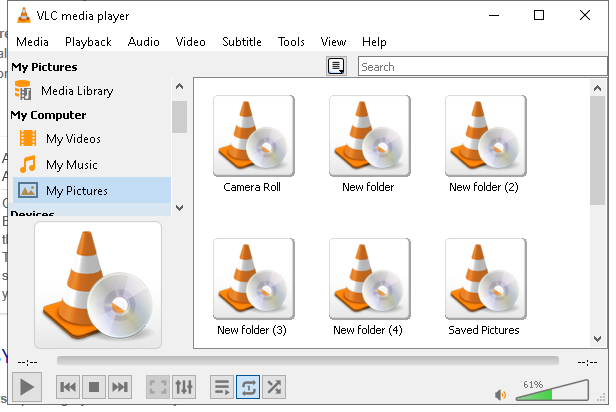 VLC media player
Media Playback Audio Video Subtitle Tools View Help
My Pictures
Search
Media Library
My Computer
My Videos
My Music
My Pictures
Devices
Camera Roll
New folder
New folder (2)
New folder (3)
New folder (4)
Saved Pictures
--:-- --:--
61%